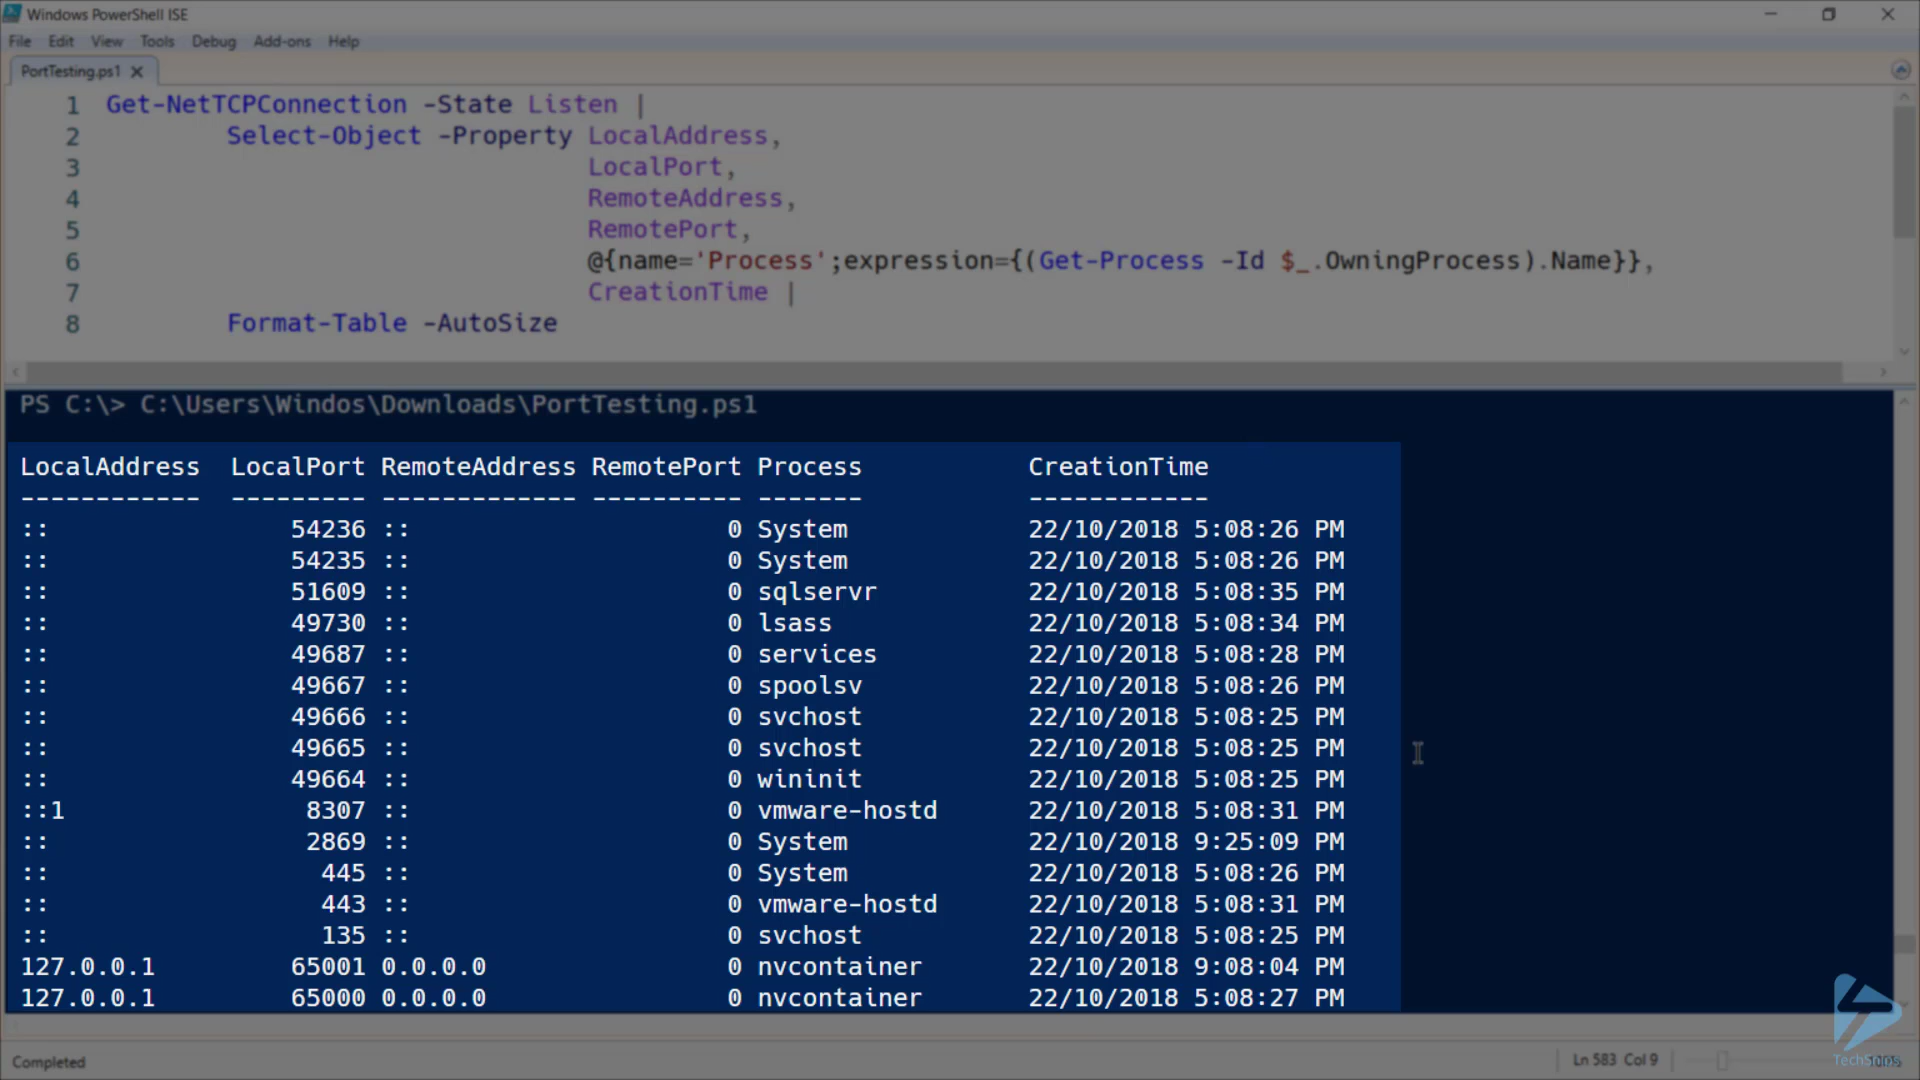 Windows PowerShell ISE
File Edit View Tools Debug Add-ons Help
PortTesting.ps1
1 Get-NetTCPConnection -State Listen |
2 Select-Object -Property LocalAddress,
3 LocalPort,
4 RemoteAddress,
5 RemotePort,
6 @{name='Process';expression={(Get-Process -Id $_.OwningProcess).Name}},
7 CreationTime |
8 Format-Table -AutoSize
PS C:\> C:\Users\Windos\Downloads\PortTesting.ps1
LocalAddress LocalPort RemoteAddress RemotePort Process CreationTime
------------ --------- ------------- ---------- ------- ------------
:: 54236 :: 0 System 22/10/2018 5:08:26 PM
:: 54235 :: 0 System 22/10/2018 5:08:26 PM
:: 51609 :: 0 sqlservr 22/10/2018 5:08:35 PM
:: 49730 :: 0 lsass 22/10/2018 5:08:34 PM
:: 49687 :: 0 services 22/10/2018 5:08:28 PM
:: 49667 :: 0 spoolsv 22/10/2018 5:08:26 PM
:: 49666 :: 0 svchost 22/10/2018 5:08:25 PM
:: 49665 :: 0 svchost 22/10/2018 5:08:25 PM
:: 49664 :: 0 wininit 22/10/2018 5:08:25 PM
::1 8307 :: 0 vmware-hostd 22/10/2018 5:08:31 PM
:: 2869 :: 0 System 22/10/2018 9:25:09 PM
:: 445 :: 0 System 22/10/2018 5:08:26 PM
:: 443 :: 0 vmware-hostd 22/10/2018 5:08:31 PM
:: 135 :: 0 svchost 22/10/2018 5:08:25 PM
127.0.0.1 65001 0.0.0.0 0 nvcontainer 22/10/2018 9:08:04 PM
127.0.0.1 65000 0.0.0.0 0 nvcontainer 22/10/2018 5:08:27 PM
Completed Ln 583 Col 9